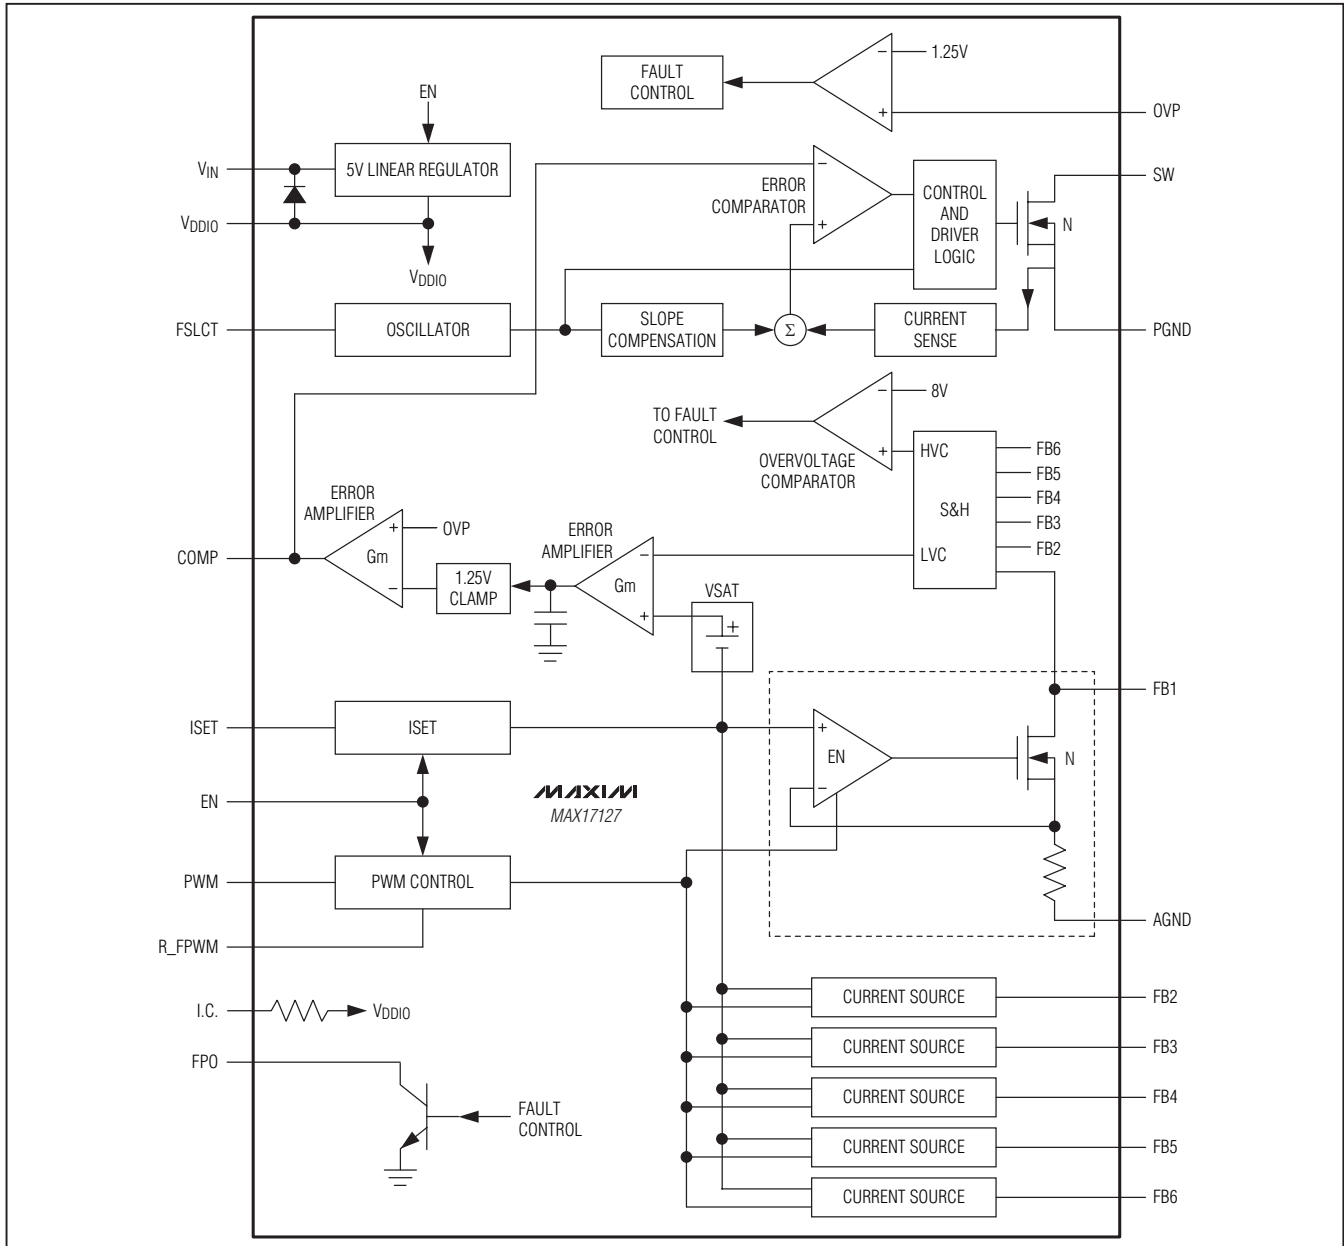 1.25V
FAULT
CONTROL
OVP
EN
VIN
5V LINEAR REGULATOR
VDDIO
VDDIO
ERROR
COMPARATOR
CONTROL
AND
DRIVER
LOGIC
SW
N
FSLCT
OSCILLATOR
SLOPE
COMPENSATION
Σ
CURRENT
SENSE
PGND
8V
TO FAULT
CONTROL
OVERVOLTAGE
COMPARATOR
HVC
S&H
LVC
FB6
FB5
FB4
FB3
FB2
ERROR
AMPLIFIER
OVP
Gm
COMP
1.25V
CLAMP
ERROR
AMPLIFIER
Gm
VSAT
FB1
ISET
ISET
EN
N
EN
MAXIM
MAX17127
PWM
PWM CONTROL
AGND
R_FPWM
I.C.
VDDIO
FPO
FAULT
CONTROL
CURRENT SOURCE
FB2
CURRENT SOURCE
FB3
CURRENT SOURCE
FB4
CURRENT SOURCE
FB5
CURRENT SOURCE
FB6